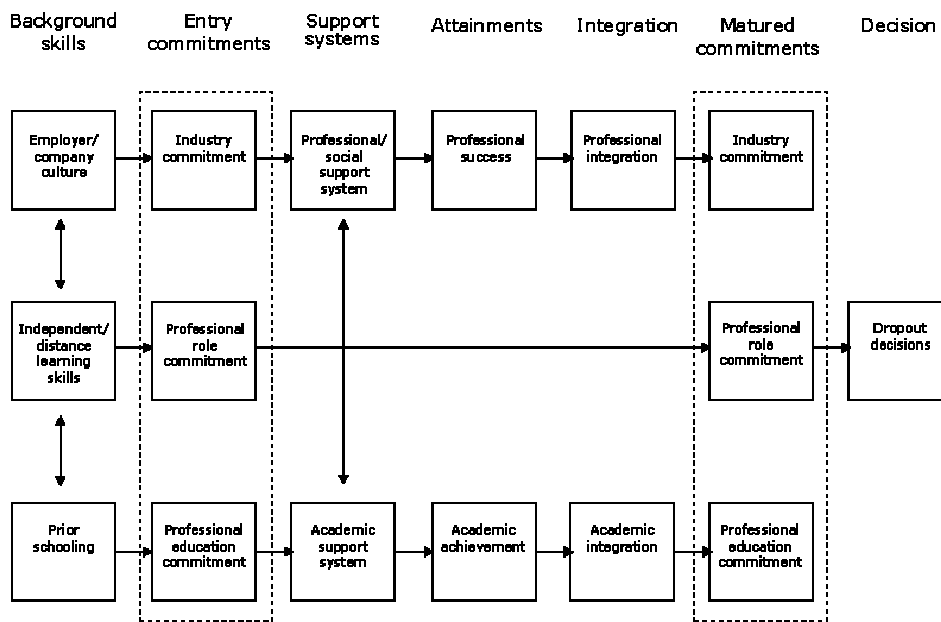 Background
skills
Entry
commitments
Support
systems
Attainments
Integration
Matured
commitments
Decision
Employer/
company
culture
Industry
commitment
Professional/
social
support
system
Professional
success
Professional
integration
Industry
commitment
Independent/
distance
learning
skills
Professional
role
commitment
Professional
role
commitment
Dropout
decisions
Prior
schooling
Professional
education
commitment
Academic
support
system
Academic
achievement
Academic
integration
Professional
education
commitment